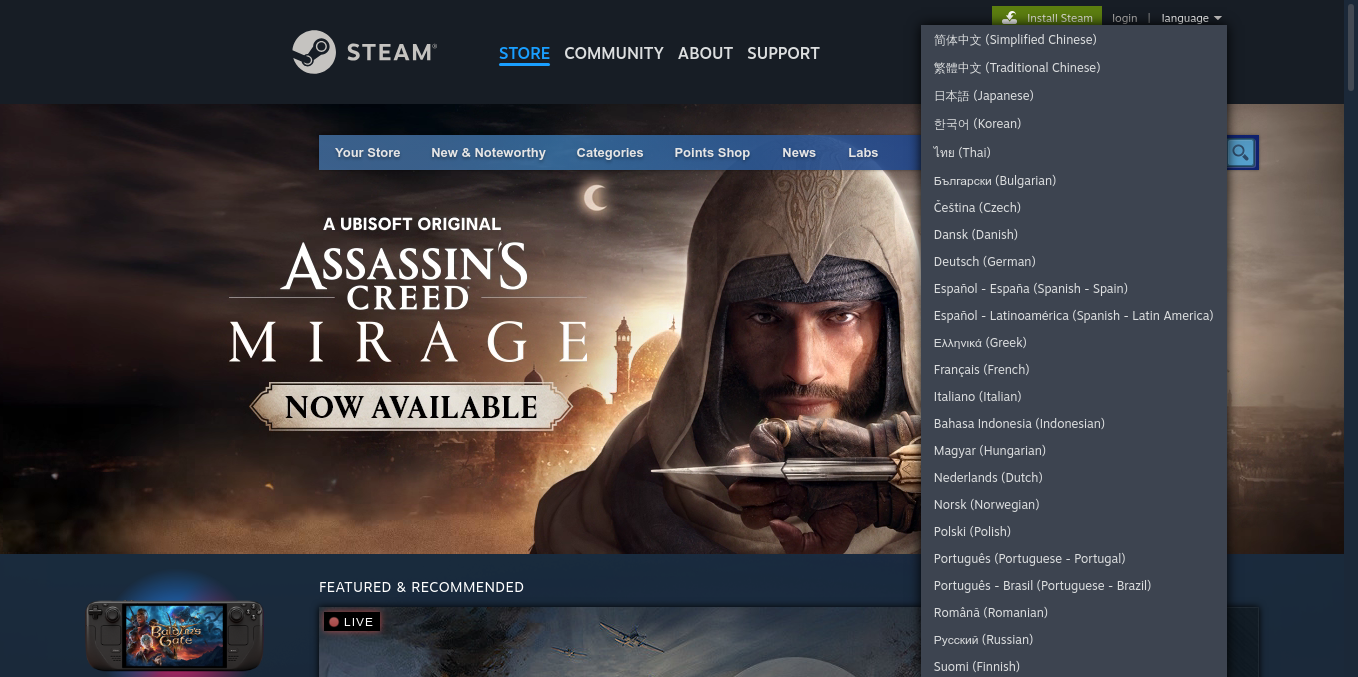 Install Steam
login | language
STEAM®
STORE COMMUNITY ABOUT SUPPORT
简体中文 (Simplified Chinese)
繁體中文 (Traditional Chinese)
日本語 (Japanese)
한국어 (Korean)
ไทย (Thai)
Български (Bulgarian)
Čeština (Czech)
Dansk (Danish)
Deutsch (German)
Español - España (Spanish - Spain)
Español - Latinoamérica (Spanish - Latin America)
Ελληνικά (Greek)
Français (French)
Italiano (Italian)
Bahasa Indonesia (Indonesian)
Magyar (Hungarian)
Nederlands (Dutch)
Norsk (Norwegian)
Polski (Polish)
Português (Portuguese - Portugal)
Português - Brasil (Portuguese - Brazil)
Română (Romanian)
Русский (Russian)
Suomi (Finnish)
Your Store New & Noteworthy Categories Points Shop News Labs
A UBISOFT ORIGINAL
ASSASSIN'S
CREED
MIRAGE
NOW AVAILABLE
FEATURED & RECOMMENDED
LIVE
Baldur's
Gate